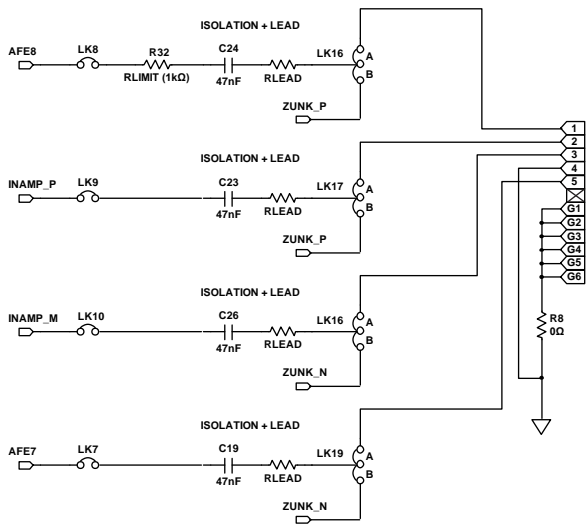 ISOLATION + LEAD
AFE8 LK8 R32 C24 LK16 A
RLIMIT (1kΩ) 47nF RLEAD B
ZUNK_P
ISOLATION + LEAD
INAMP_P LK9 C23 LK17 A
47nF RLEAD B
ZUNK_P
ISOLATION + LEAD
INAMP_M LK10 C26 LK16 A
47nF RLEAD B
ZUNK_N
ISOLATION + LEAD
AFE7 LK7 C19 LK19 A
47nF RLEAD B
ZUNK_N
1
2
3
4
5
G1
G2
G3
G4
G5
G6
R8
0Ω